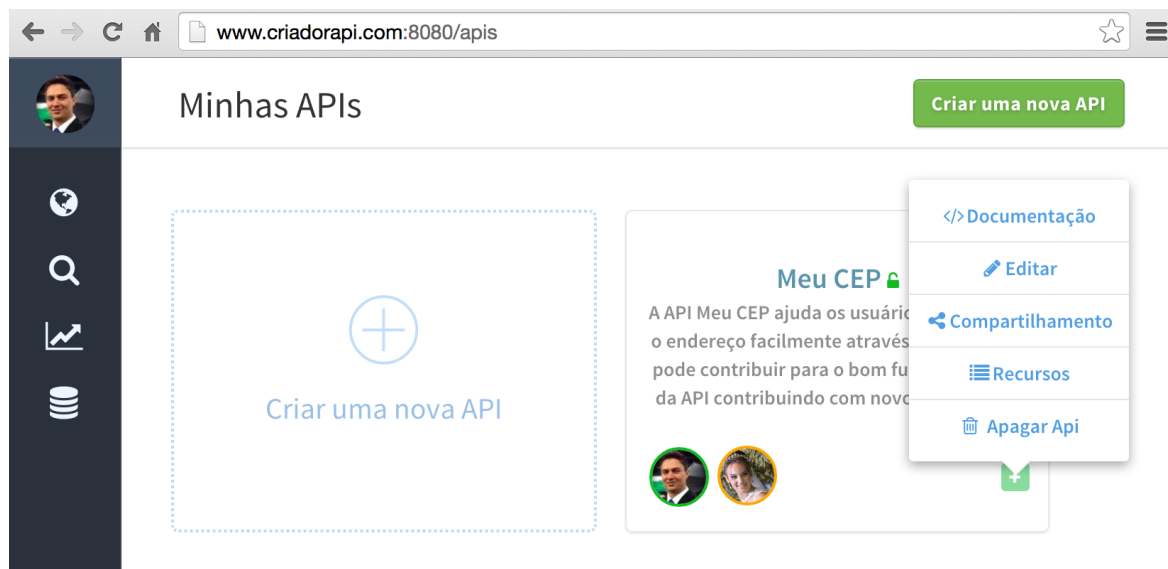 www.criadorapi.com:8080/apis
Minhas APIs
Criar uma nova API
Criar uma nova API
Meu CEP
A API Meu CEP ajuda os usuário
o endereço facilmente através
pode contribuir para o bom fu
da API contribuindo com novo
</>Documentação
Editar
Compartilhamento
Recursos
Apagar Api